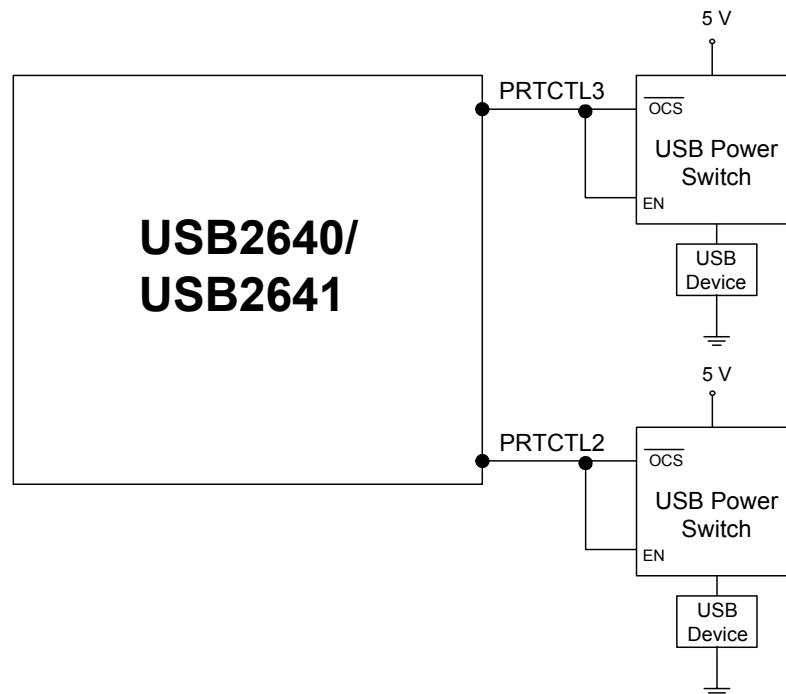 5 V
PRTCTL3
OCS
USB Power
Switch
EN
USB2640/
USB2641
USB
Device
5 V
PRTCTL2
OCS
USB Power
Switch
EN
USB
Device